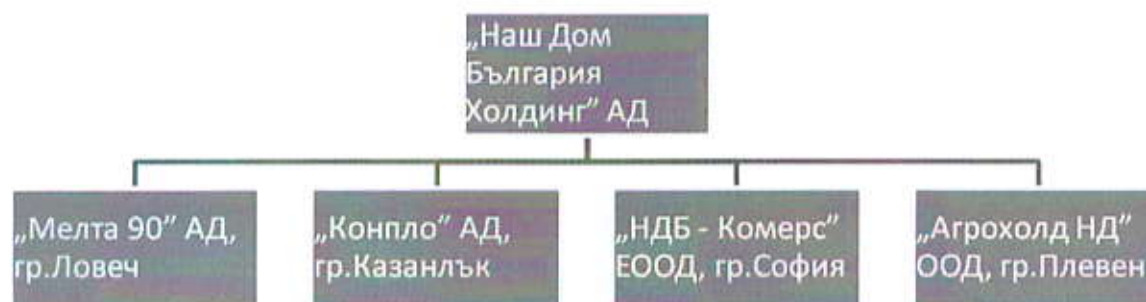 „Наш Дом
България
Холдинг” АД
„Мелта 90” АД,
гр.Ловеч
„Конпло” АД,
гр.Казанлък
„НДБ - Комерс”
ЕООД, гр.София
„Агрохолд НД”
ООД, гр.Плевен